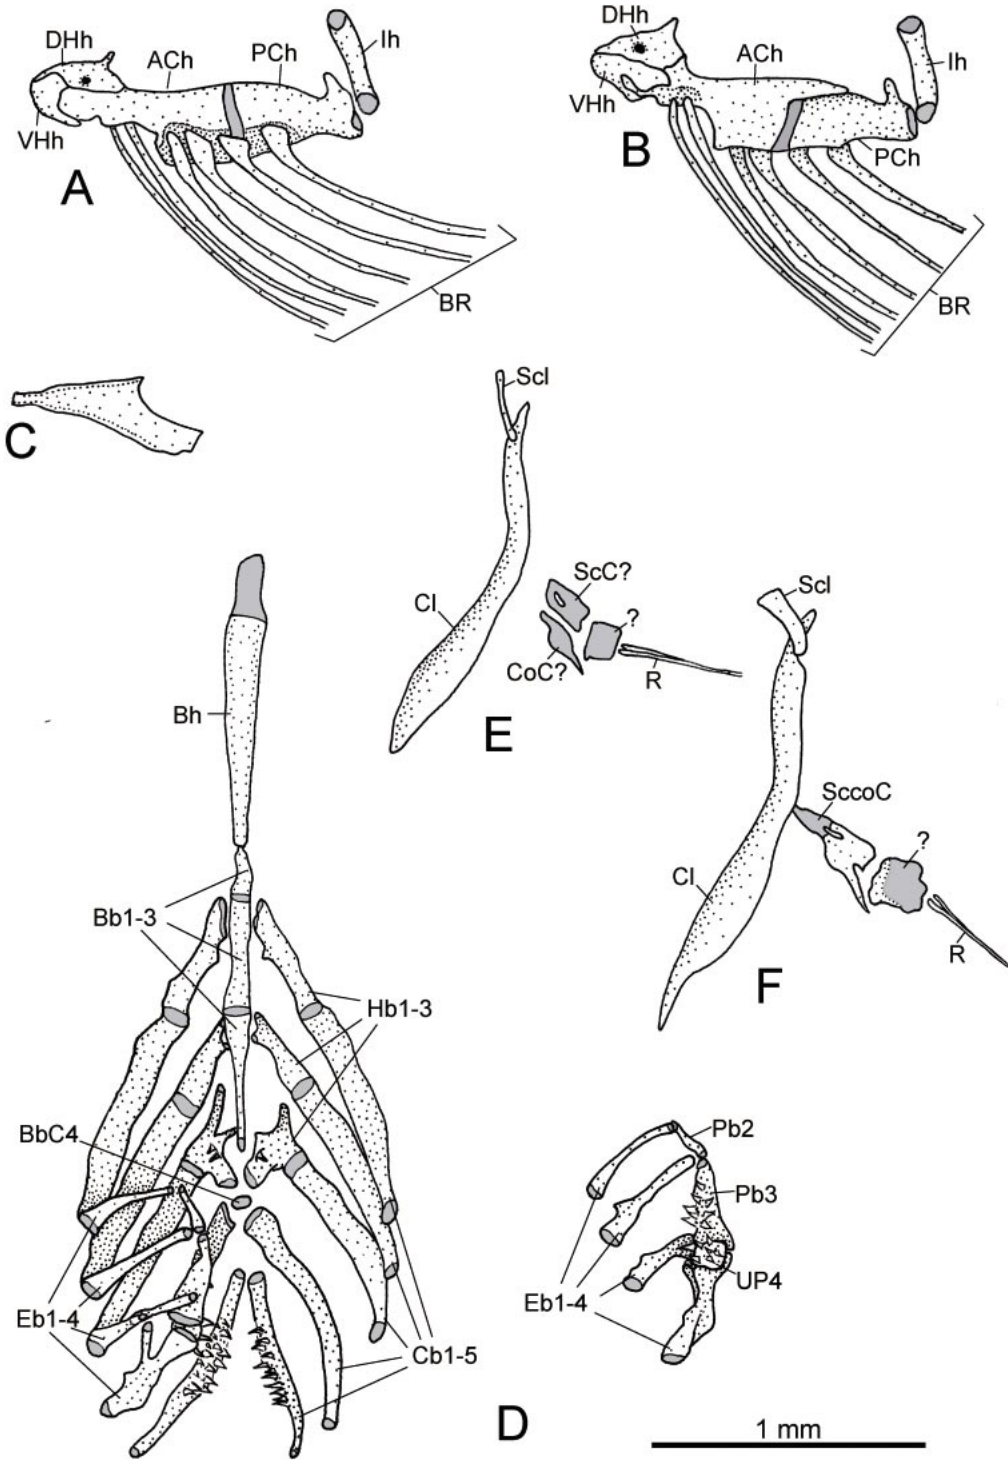 DHh
ACh
PCh
Ih
VHh
A
BR
DHh
ACh
Ih
VHh
B
PCh
BR
C
Scl
Cl
ScC?
?
CoC?
R
E
Scl
SccoC
?
Cl
R
F
Bh
Bb1-3
Hb1-3
BbC4
Eb1-4
Cb1-5
Pb2
Pb3
UP4
Eb1-4
D
1 mm